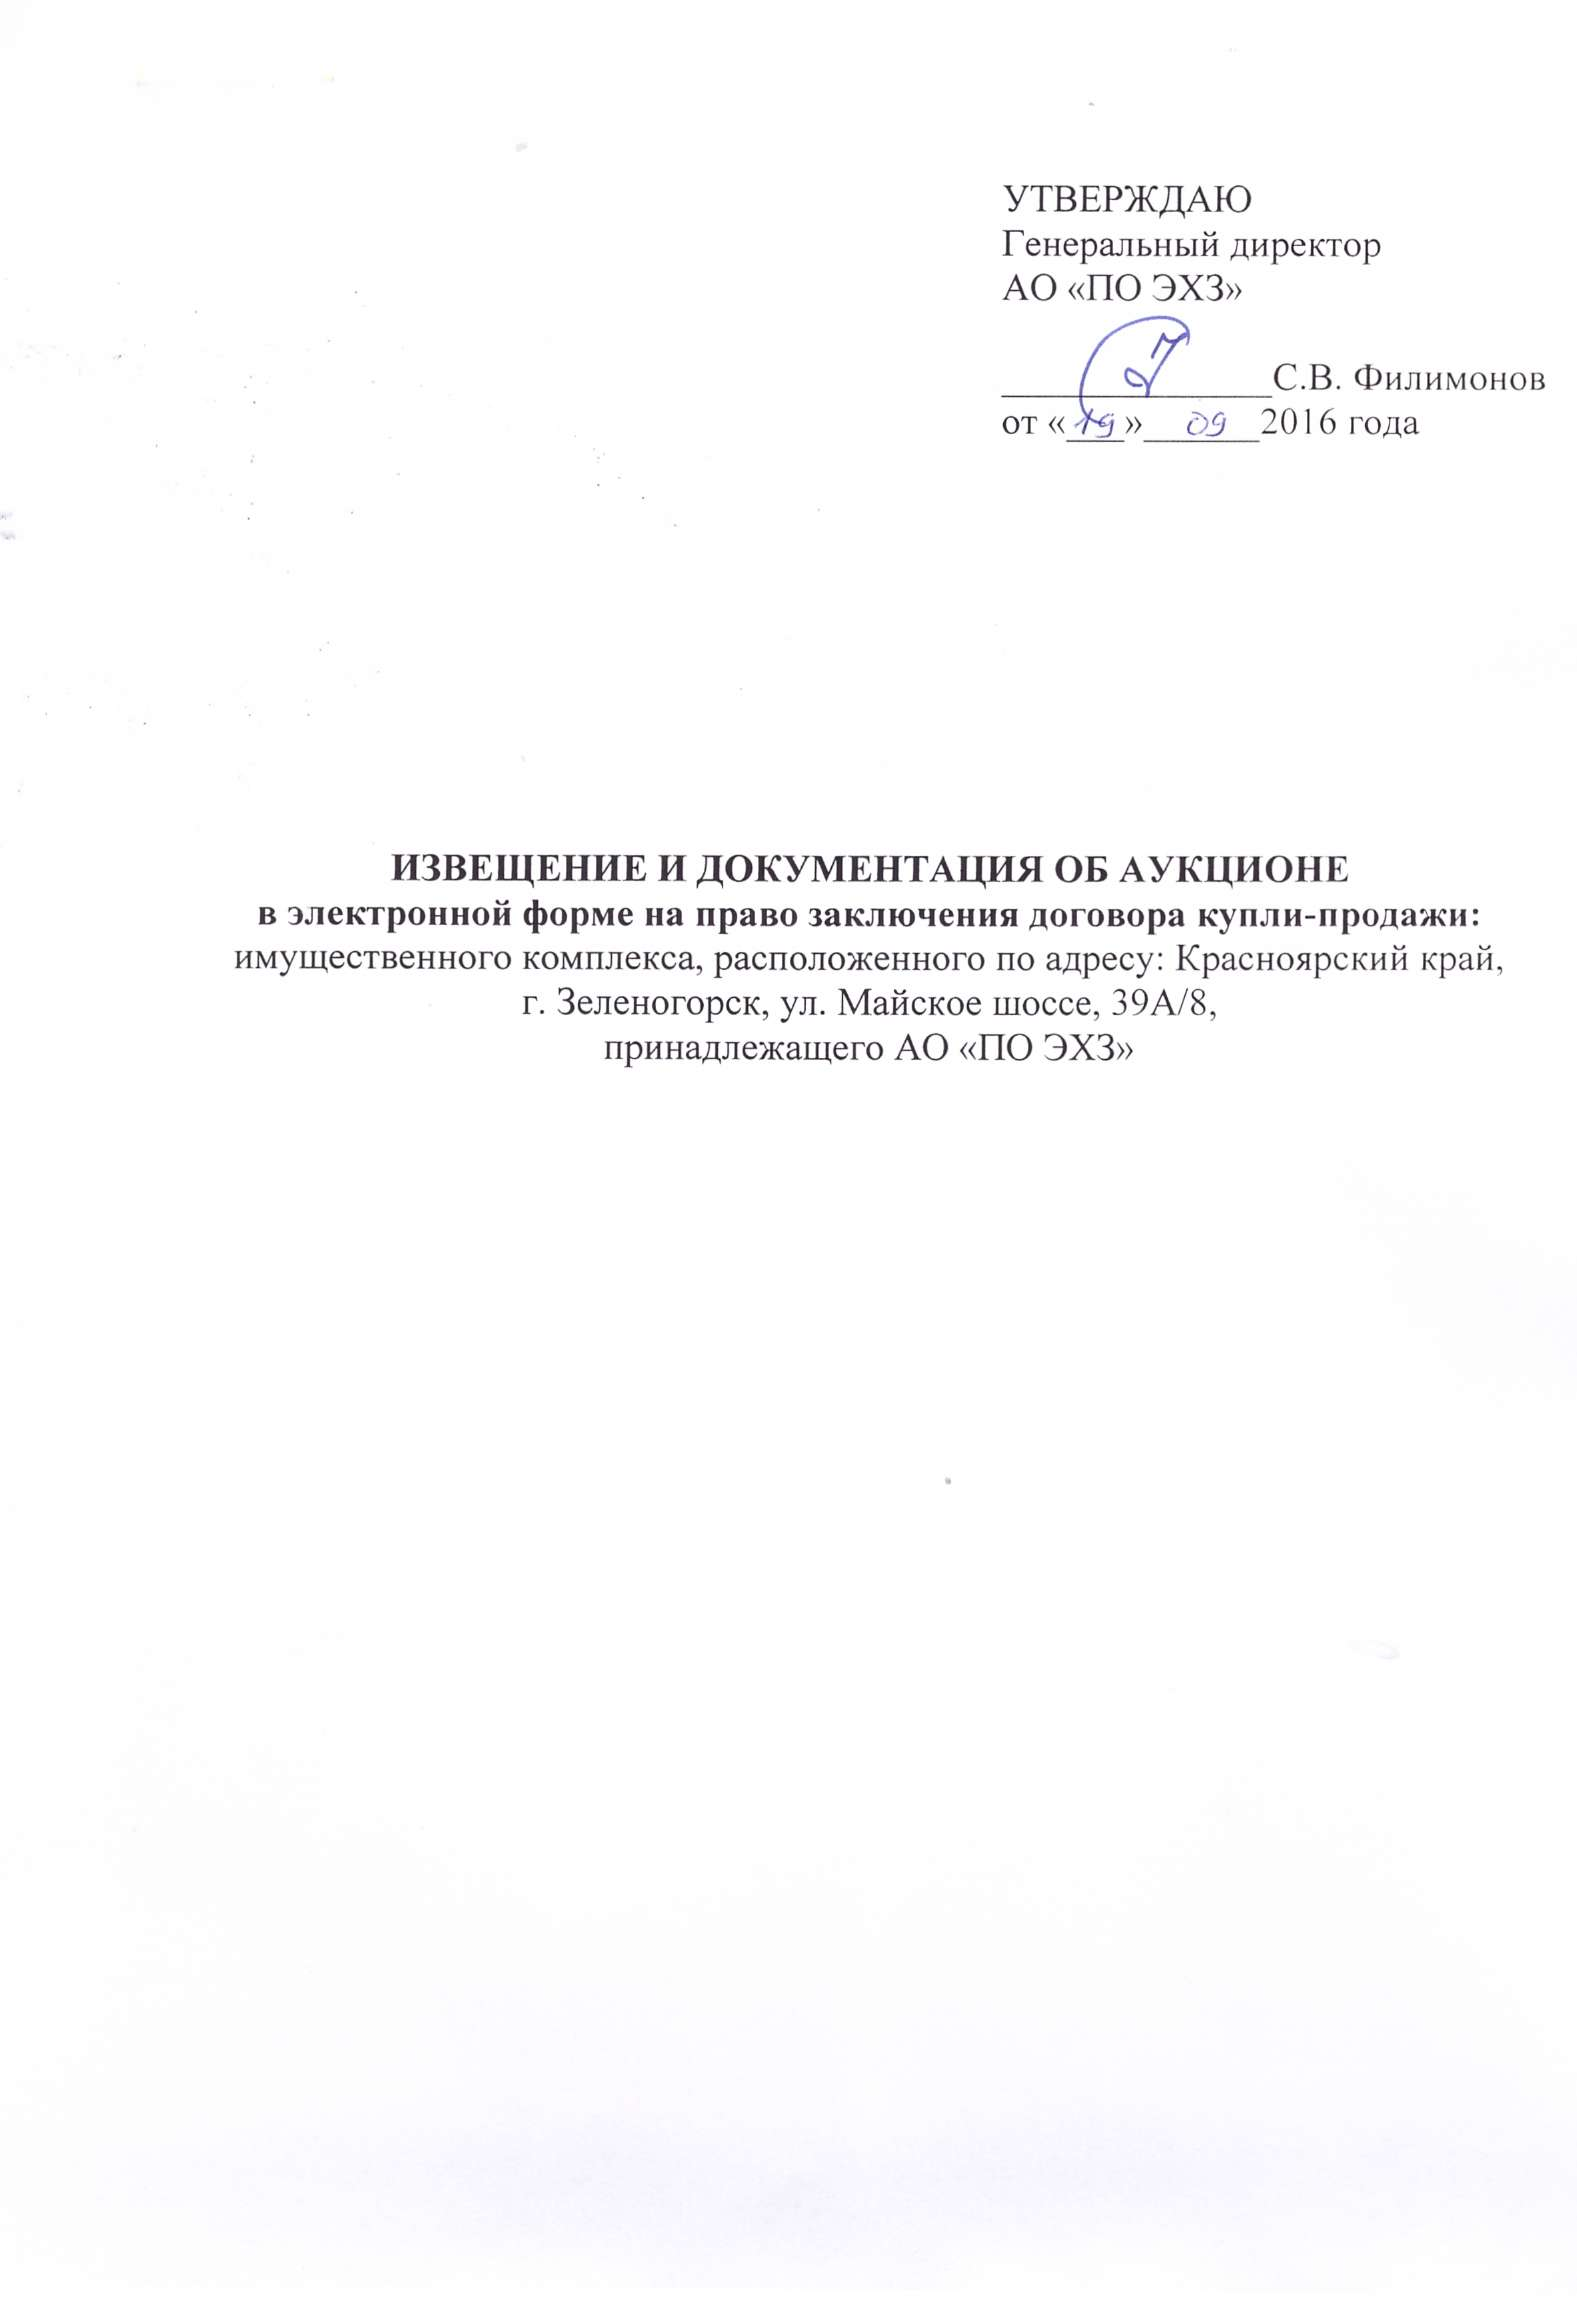 УТВЕРЖДАЮ
Генеральный директор
АО «ПО ЭХЗ»
С.В. Филимонов
от «19» 09 2016 года
ИЗВЕЩЕНИЕ И ДОКУМЕНТАЦИЯ ОБ АУКЦИОНЕ
в электронной форме на право заключения договора купли-продажи:
имущественного комплекса, расположенного по адресу: Красноярский край,
г. Зеленогорск, ул. Майское шоссе, 39А/8,
принадлежащего АО «ПО ЭХЗ»